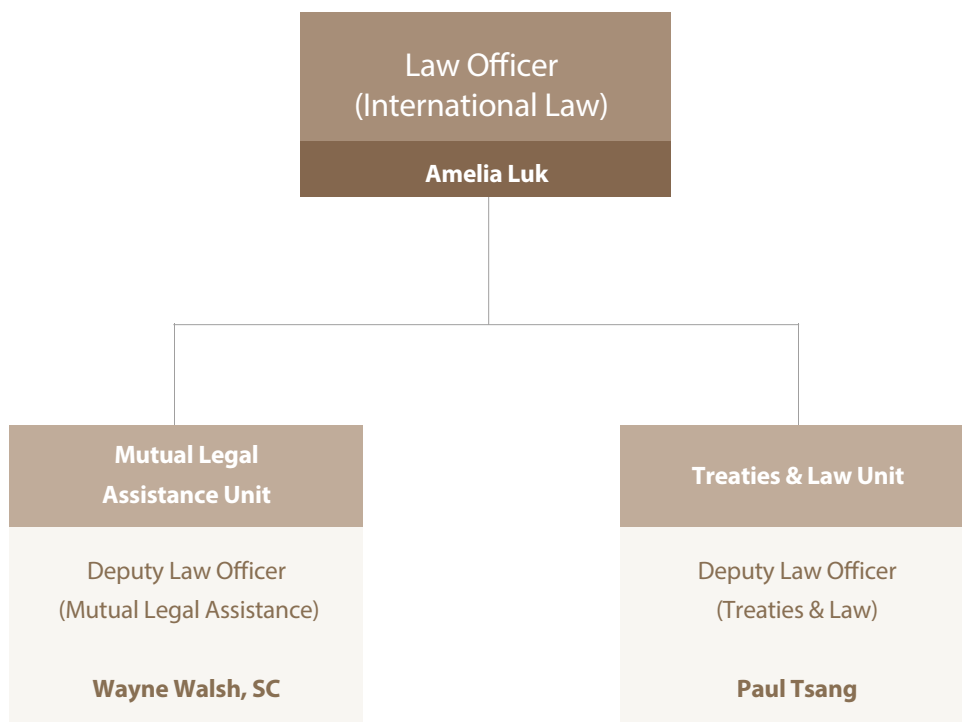 Law Officer
(International Law)
Amelia Luk
Mutual Legal
Assistance Unit
Deputy Law Officer
(Mutual Legal Assistance)
Wayne Walsh, SC
Treaties & Law Unit
Deputy Law Officer
(Treaties & Law)
Paul Tsang